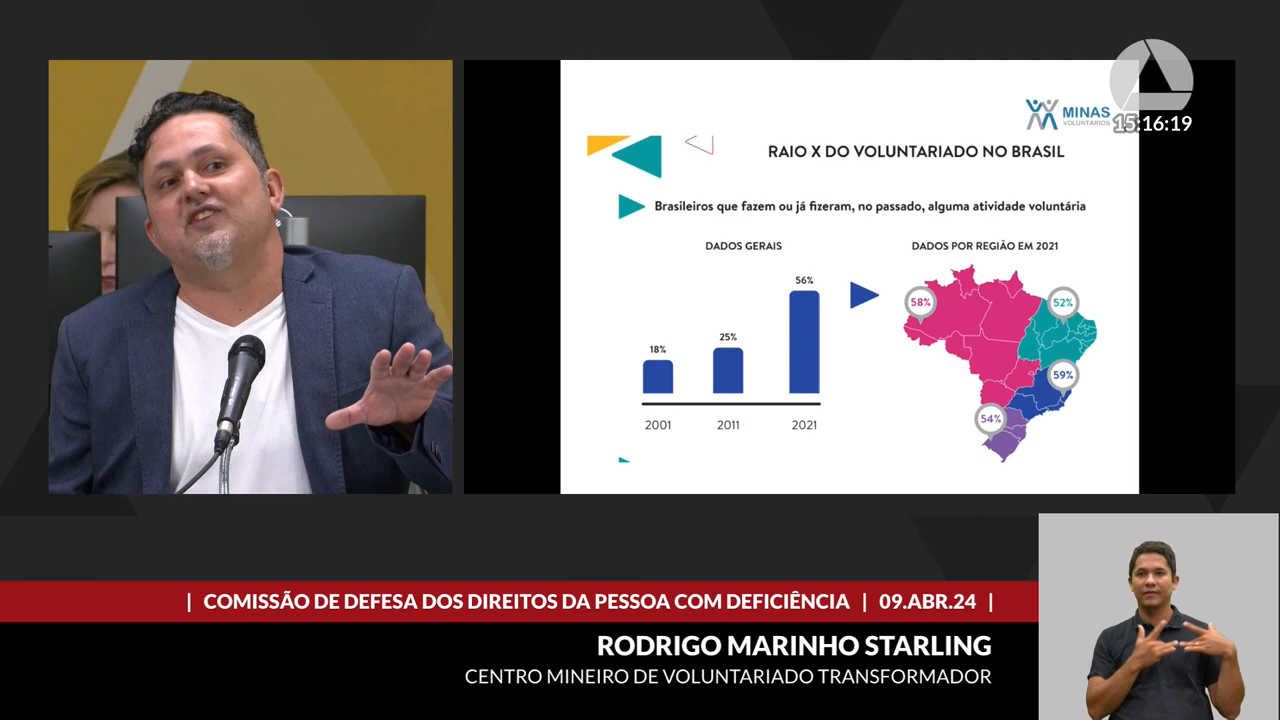 MINAS
VOLUNTÁRIOS
15:16:19
RAIO X DO VOLUNTARIADO NO BRASIL
Brasileiros que fazem ou já fizeram, no passado, alguma atividade voluntária
DADOS GERAIS
18%
25%
56%
2001
2011
2021
DADOS POR REGIÃO EM 2021
58%
52%
59%
54%
| COMISSÃO DE DEFESA DOS DIREITOS DA PESSOA COM DEFICIÊNCIA | 09.ABR.24 |
RODRIGO MARINHO STARLING
CENTRO MINEIRO DE VOLUNTARIADO TRANSFORMADOR